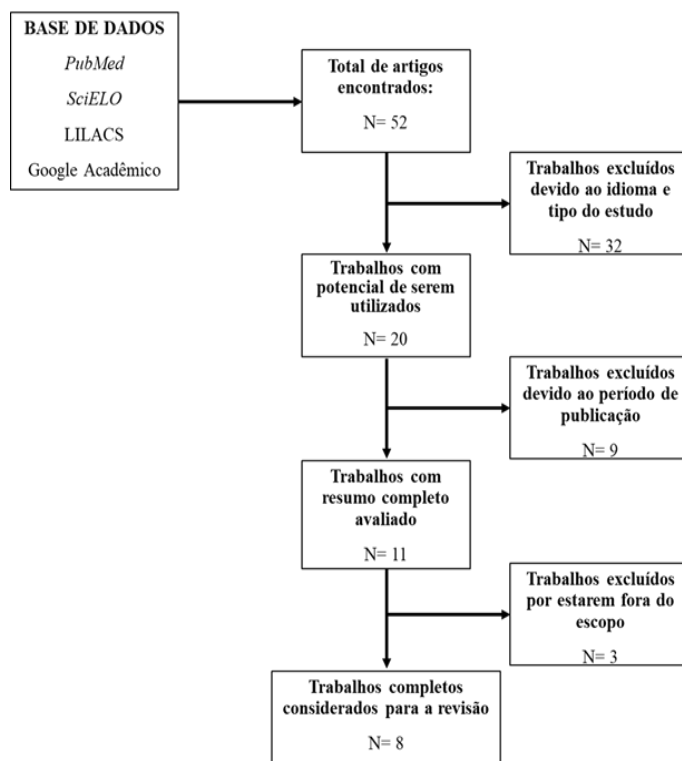 BASE DE DADOS
PubMed
SciELO
LILACS
Google Acadêmico
Total de artigos
encontrados:
N= 52
Trabalhos excluídos
devido ao idioma e
tipo do estudo
N= 32
Trabalhos com
potencial de serem
utilizados
N= 20
Trabalhos excluídos
devido ao período de
publicação
N= 9
Trabalhos com
resumo completo
avaliado
N= 11
Trabalhos excluídos
por estarem fora do
escopo
N= 3
Trabalhos completos
considerados para a revisão
N= 8